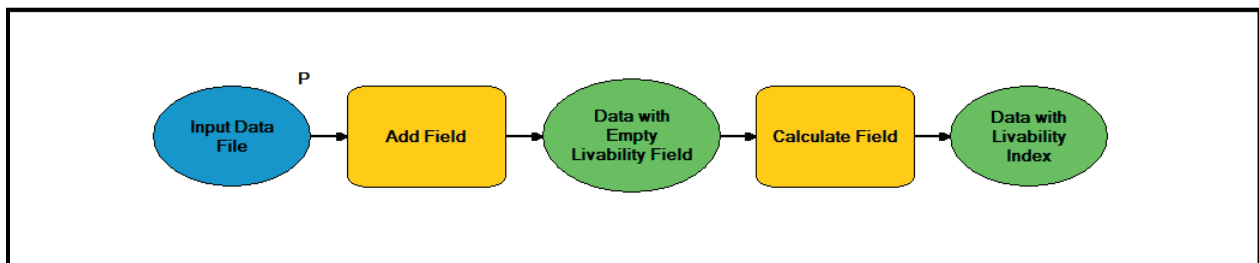 P
Input Data
File
Add Field
Data with
Empty
Livability Field
Calculate Field
Data with
Livability
Index